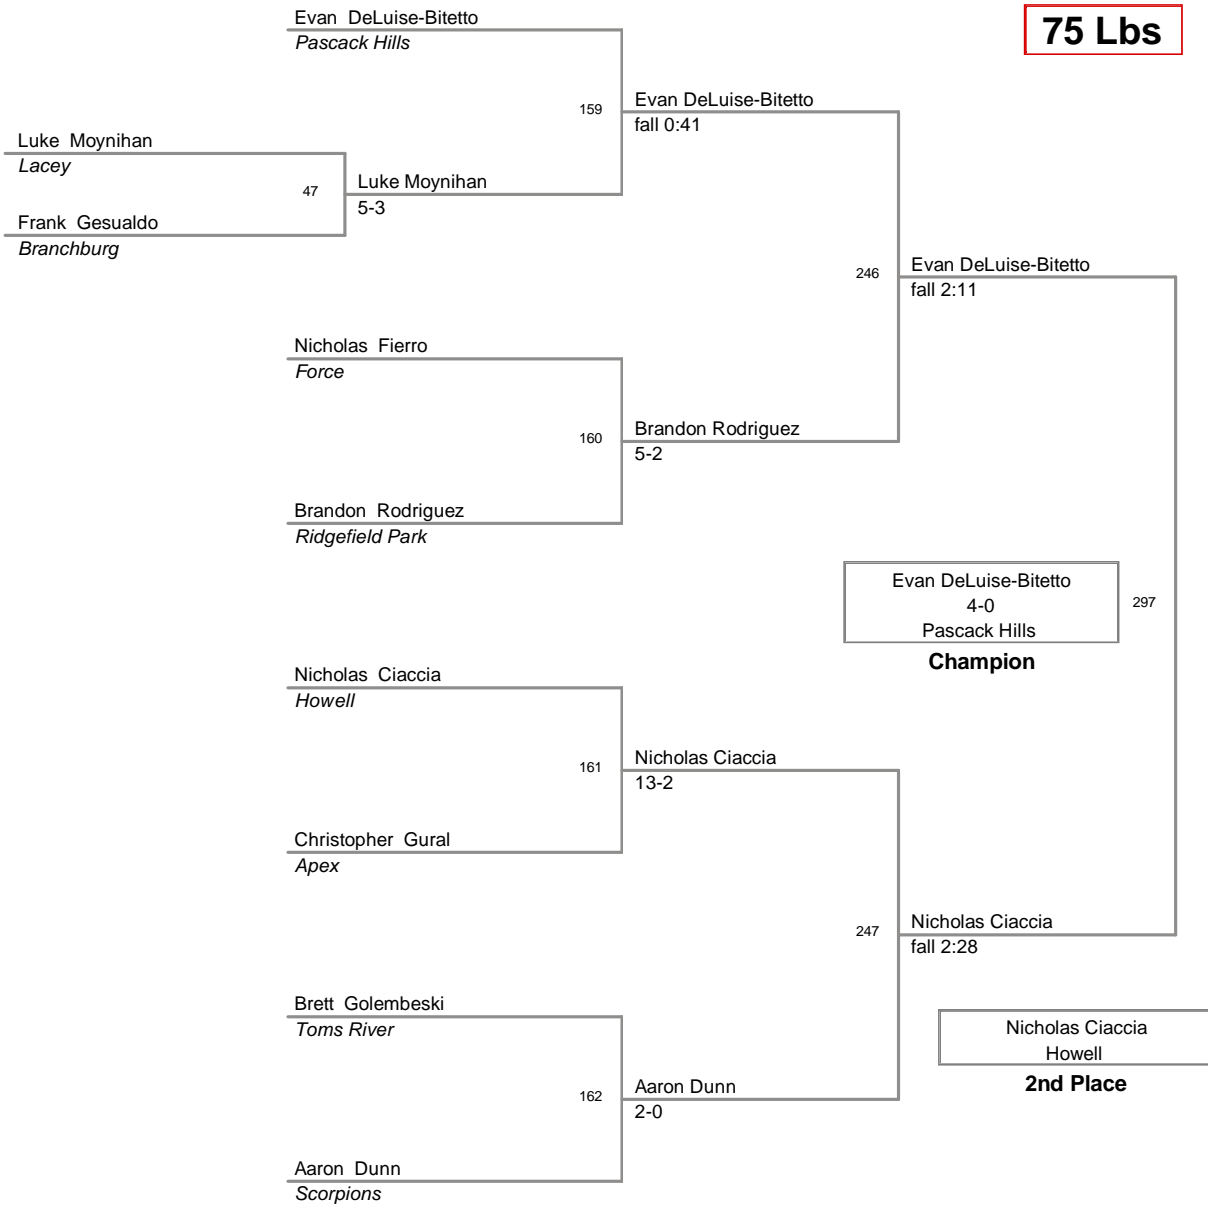 Evan DeLuise-Bitetto
Pascack Hills
75 Lbs
159
Evan DeLuise-Bitetto
fall 0:41
Luke Moynihan
Lacey
47
Luke Moynihan
5-3
Frank Gesualdo
Branchburg
246
Evan DeLuise-Bitetto
fall 2:11
Nicholas Fierro
Force
160
Brandon Rodriguez
5-2
Brandon Rodriguez
Ridgefield Park
Evan DeLuise-Bitetto
4-0
Pascack Hills
Champion
297
Nicholas Ciaccia
Howell
161
Nicholas Ciaccia
13-2
Christopher Gural
Apex
247
Nicholas Ciaccia
fall 2:28
Brett Golembeski
Toms River
Nicholas Ciaccia
Howell
2nd Place
162
Aaron Dunn
2-0
Aaron Dunn
Scorpions